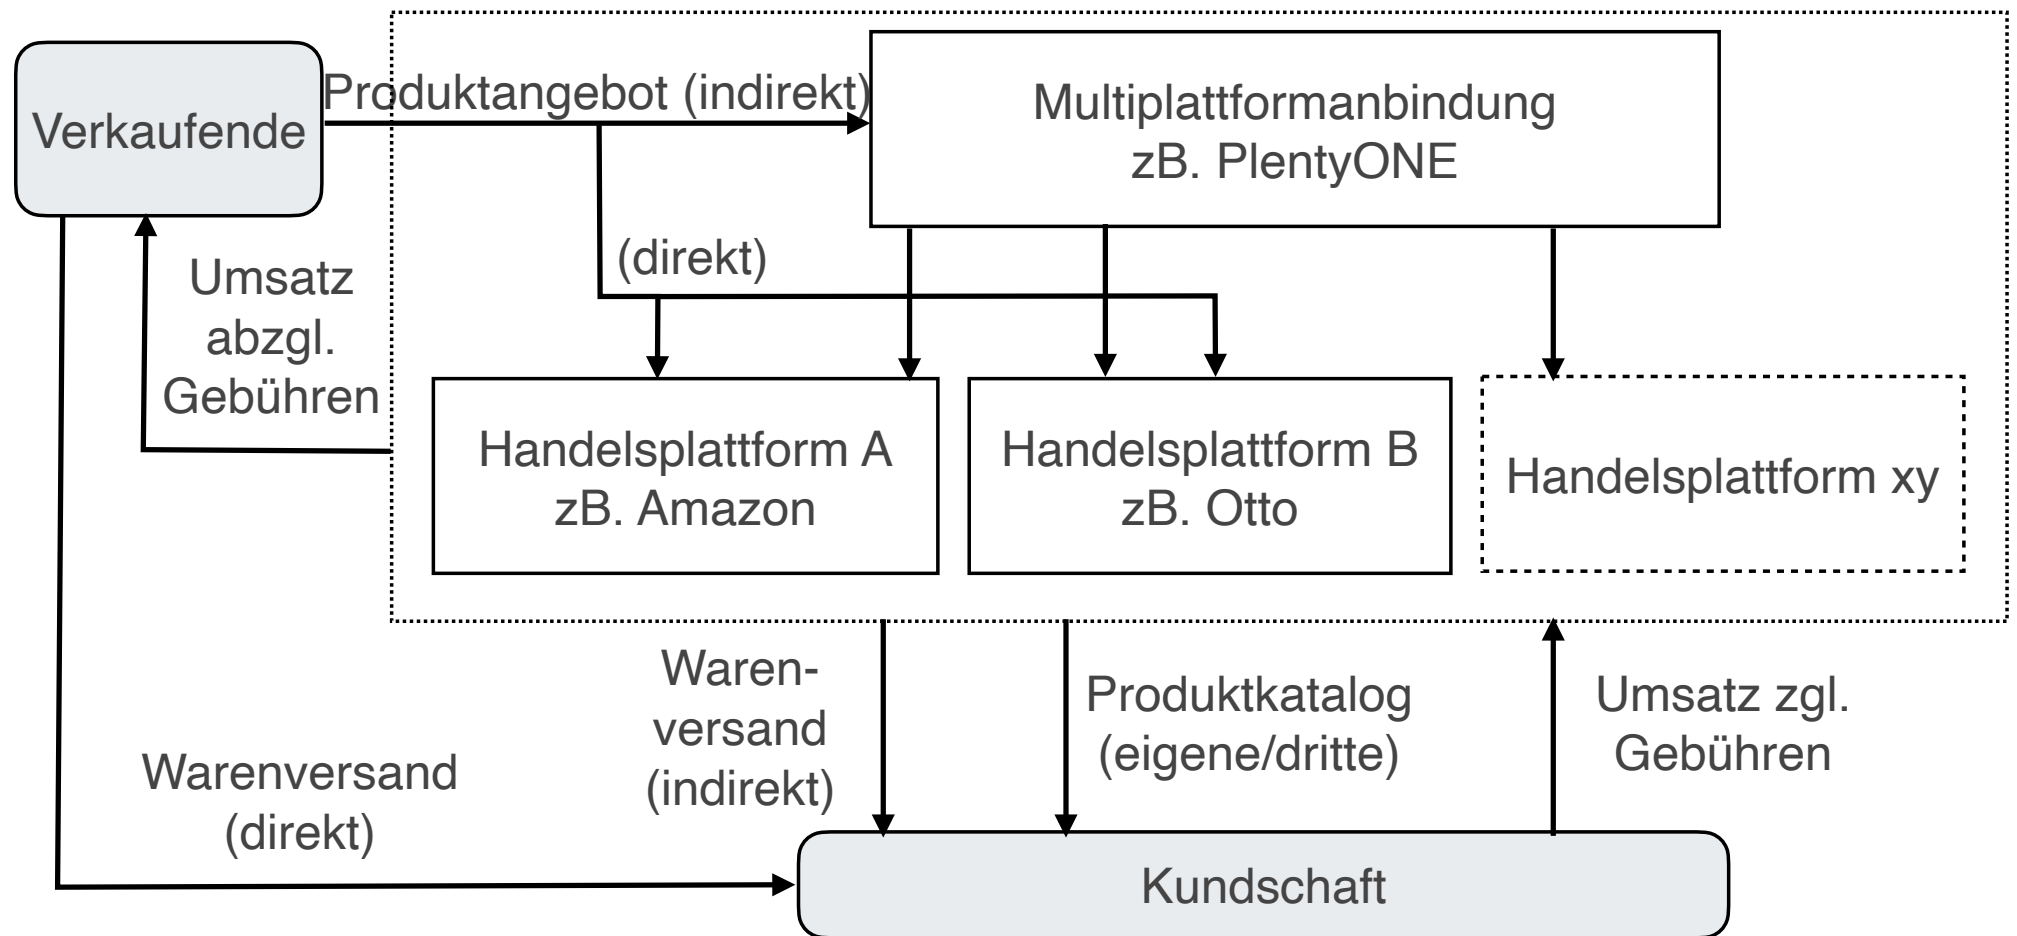 Verkaufende
Produktangebot (indirekt)
Multiplattformanbindung
zB. PlentyONE
(direkt)
Umsatz
abzgl.
Gebühren
Handelsplattform A
zB. Amazon
Handelsplattform B
zB. Otto
Handelsplattform xy
Waren-
versand
(indirekt)
Produktkatalog
(eigene/dritte)
Umsatz zgl.
Gebühren
Warenversand
(direkt)
Kundschaft